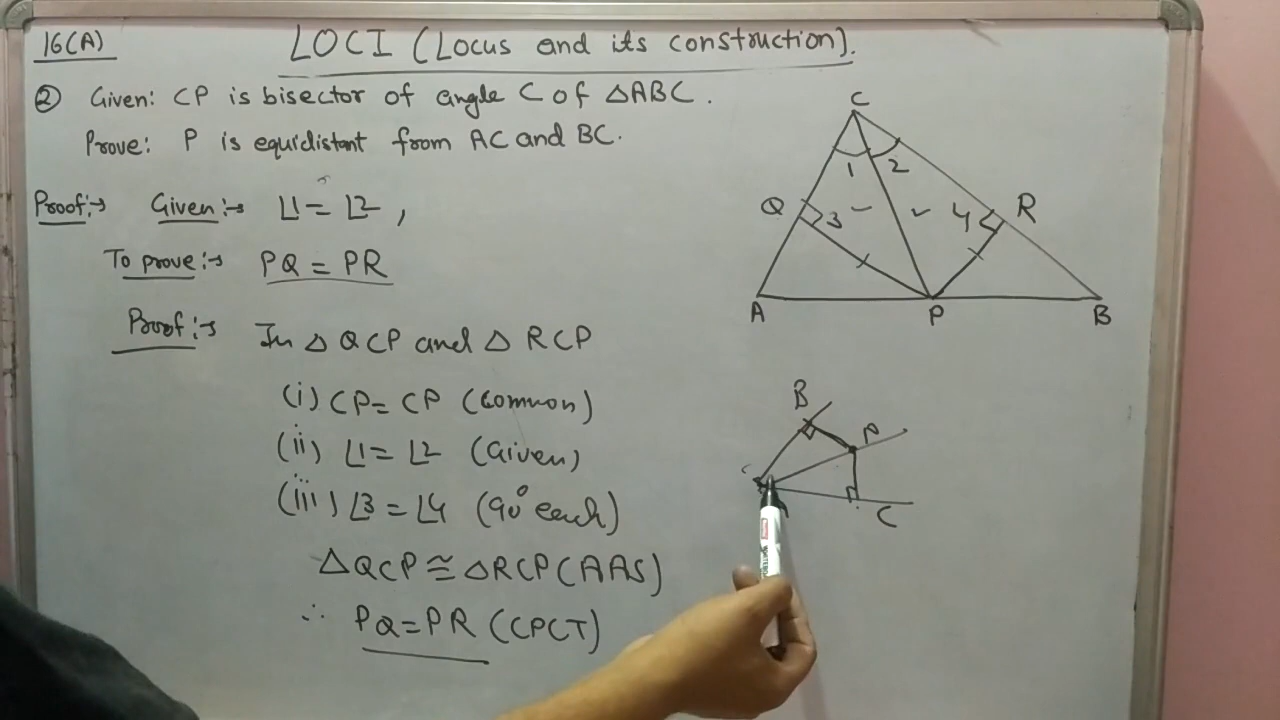 16(A)
LOCI (Locus and its construction).
② Given: CP is bisector of angle C of △ABC.
Prove: P is equidistant from AC and BC.
Proof:→ Given:→ ∠1 = ∠2,
To prove:→ PQ = PR
Proof:→ In △ QCP and △ RCP
(i) CP = CP (Common)
(ii) ∠1 = ∠2 (Given)
(iii) ∠3 = ∠4 (90° each)
△QCP ≅ △RCP (AAS)
∴ PQ = PR (CPCT)
C
1 2
Q 3 4 R
A P B
B
P
C